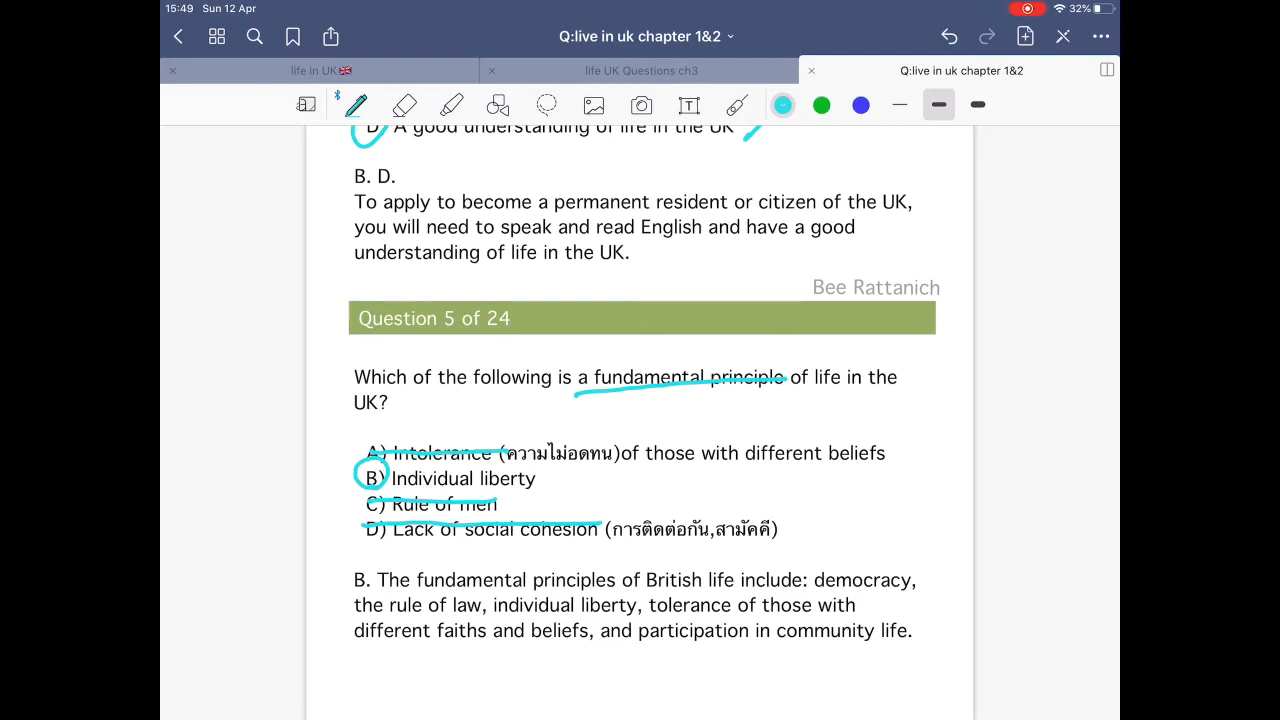 15:49 Sun 12 Apr
32%
Q:live in uk chapter 1&2
life in UK🇬🇧
life UK Questions ch3
Q:live in uk chapter 1&2
D) A good understanding of life in the UK
B. D.
To apply to become a permanent resident or citizen of the UK,
you will need to speak and read English and have a good
understanding of life in the UK.
Bee Rattanich
Question 5 of 24
Which of the following is a fundamental principle of life in the
UK?
A) Intolerance (ความไม่อดทน)of those with different beliefs
B) Individual liberty
C) Rule of men
D) Lack of social cohesion (การติดต่อกัน,สามัคคี)
B. The fundamental principles of British life include: democracy,
the rule of law, individual liberty, tolerance of those with
different faiths and beliefs, and participation in community life.